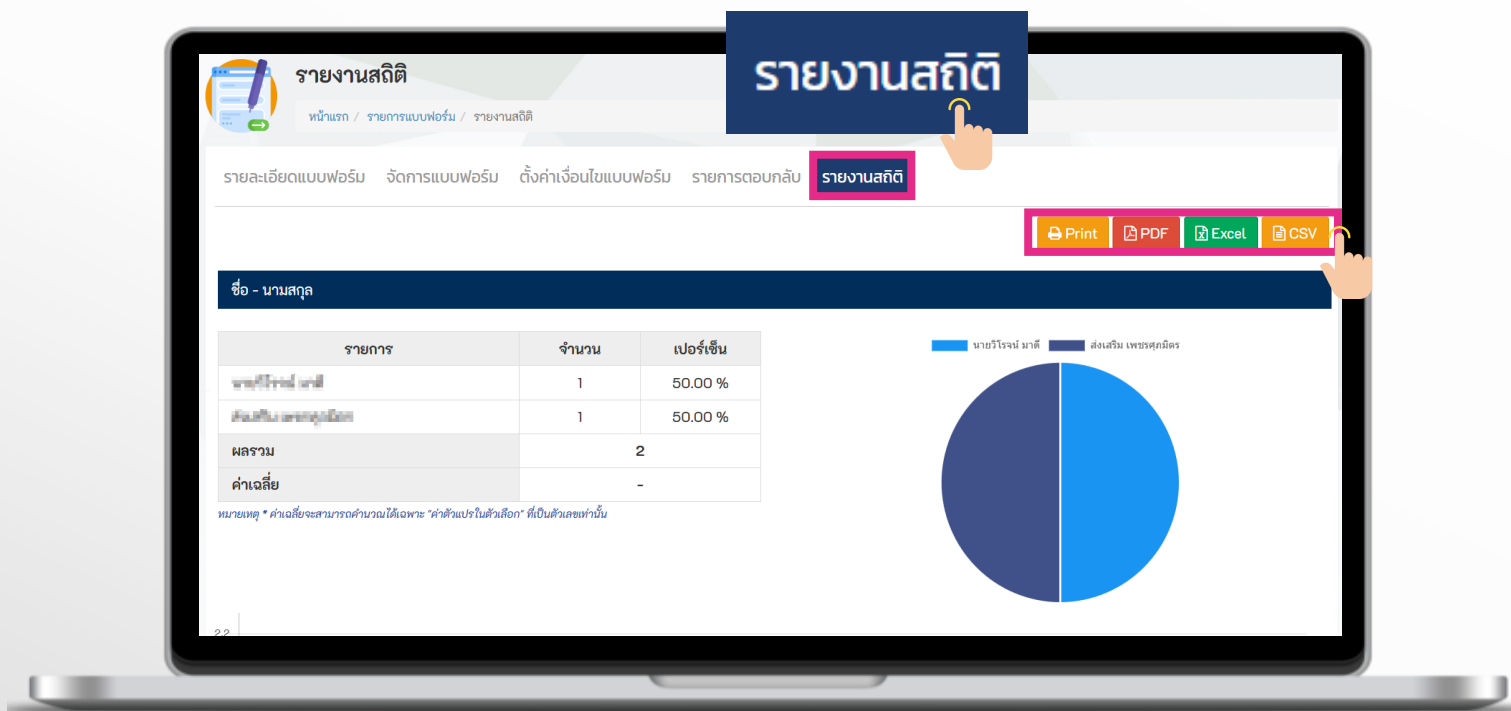 รายงานสถิติ
รายงานสถิติ
หน้าแรก / รายการแบบฟอร์ม / รายงานสถิติ
รายละเอียดแบบฟอร์ม จัดการแบบฟอร์ม ตั้งค่าเงื่อนไขแบบฟอร์ม รายการตอบกลับ รายงานสถิติ
Print PDF Excel CSV
ชื่อ - นามสกุล
รายการ จำนวน เปอร์เซ็น
1 50.00 %
1 50.00 %
ผลรวม 2
ค่าเฉลี่ย -
หมายเหตุ * ค่าเฉลี่ยจะสามารถคำนวณได้เฉพาะ "ค่าตัวแปรในตัวเลือก" ที่เป็นตัวเลขเท่านั้น
นายวิโรจน์ มาดี ส่งเสริม เพชรศุภมิตร
2.2